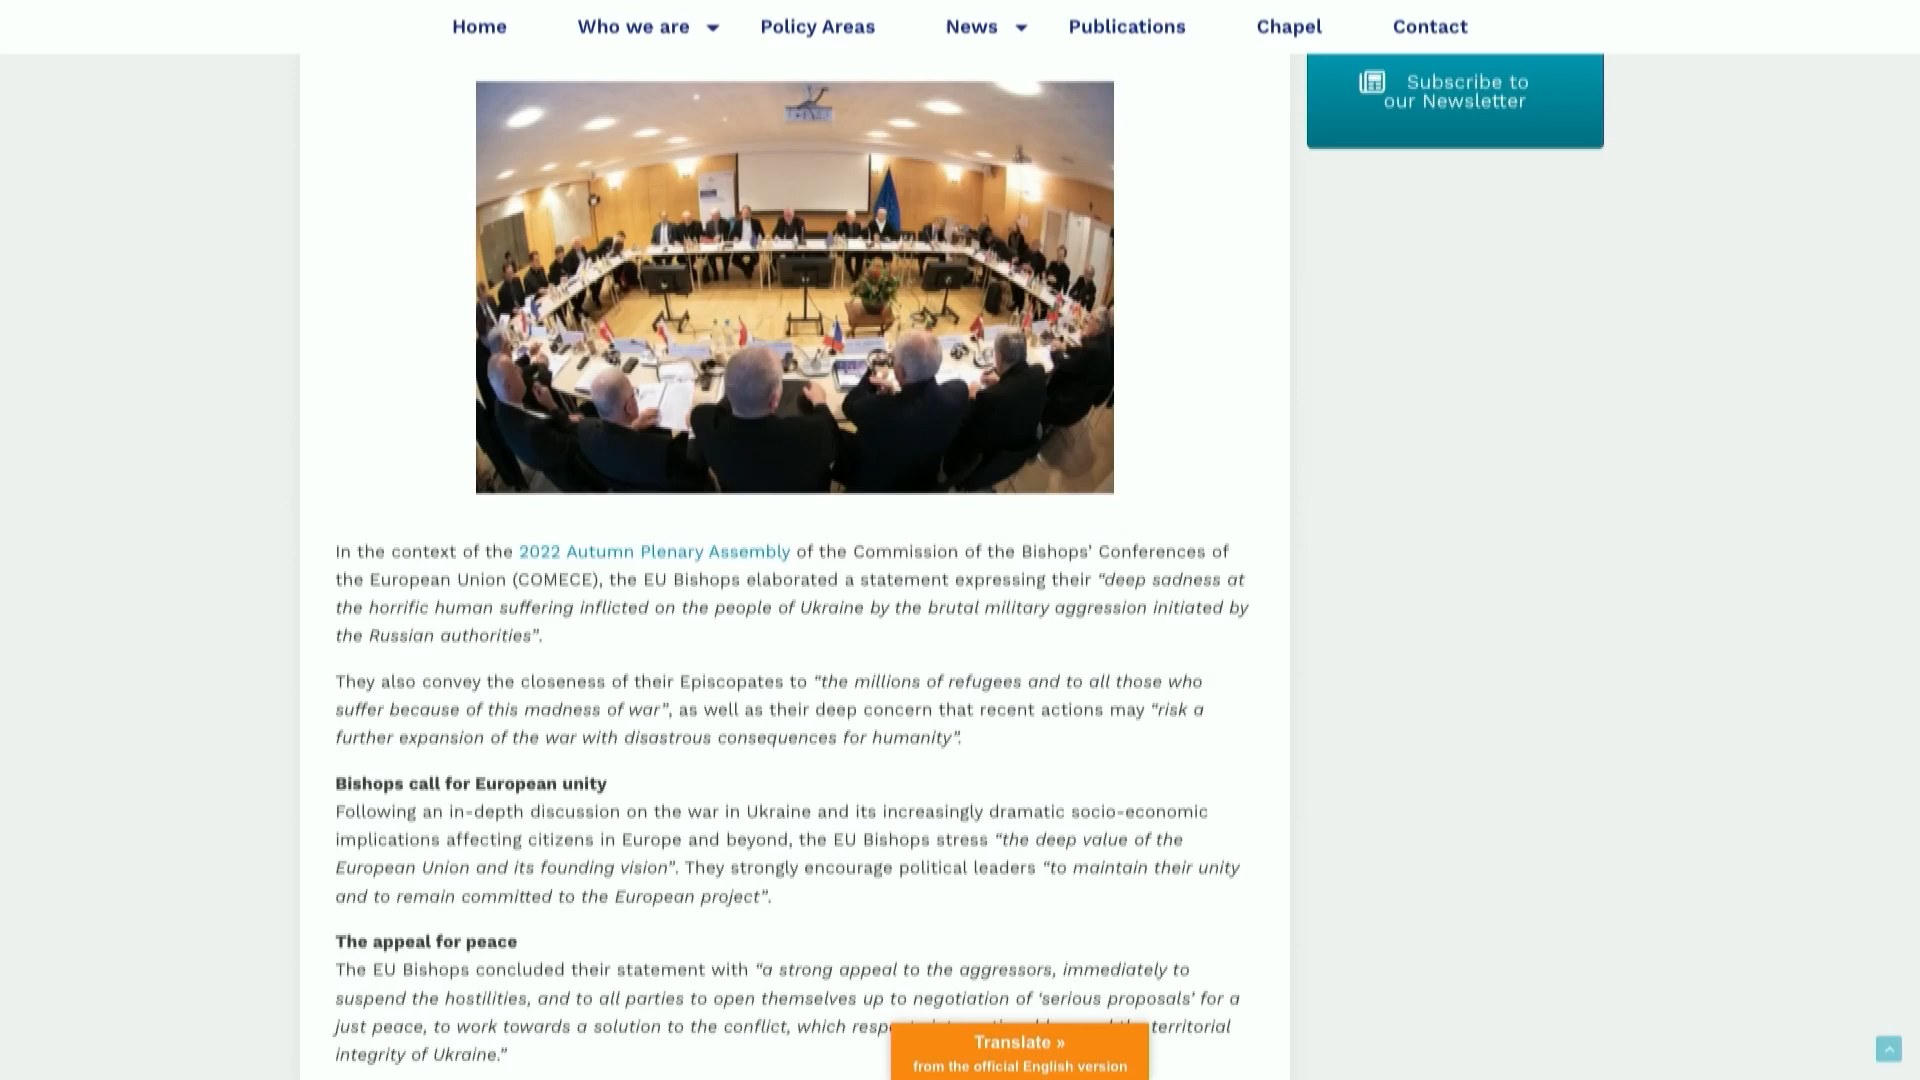 Home Who we are Policy Areas News Publications Chapel Contact
Subscribe to
our Newsletter
In the context of the 2022 Autumn Plenary Assembly of the Commission of the Bishops' Conferences of
the European Union (COMECE), the EU Bishops elaborated a statement expressing their “deep sadness at
the horrific human suffering inflicted on the people of Ukraine by the brutal military aggression initiated by
the Russian authorities”.
They also convey the closeness of their Episcopates to “the millions of refugees and to all those who
suffer because of this madness of war”, as well as their deep concern that recent actions may “risk a
further expansion of the war with disastrous consequences for humanity”.
Bishops call for European unity
Following an in-depth discussion on the war in Ukraine and its increasingly dramatic socio-economic
implications affecting citizens in Europe and beyond, the EU Bishops stress “the deep value of the
European Union and its founding vision”. They strongly encourage political leaders “to maintain their unity
and to remain committed to the European project”.
The appeal for peace
The EU Bishops concluded their statement with “a strong appeal to the aggressors, immediately to
suspend the hostilities, and to all parties to open themselves up to negotiation of ‘serious proposals’ for a
just peace, to work towards a solution to the conflict, which territorial
integrity of Ukraine.”
Translate »
from the official English version